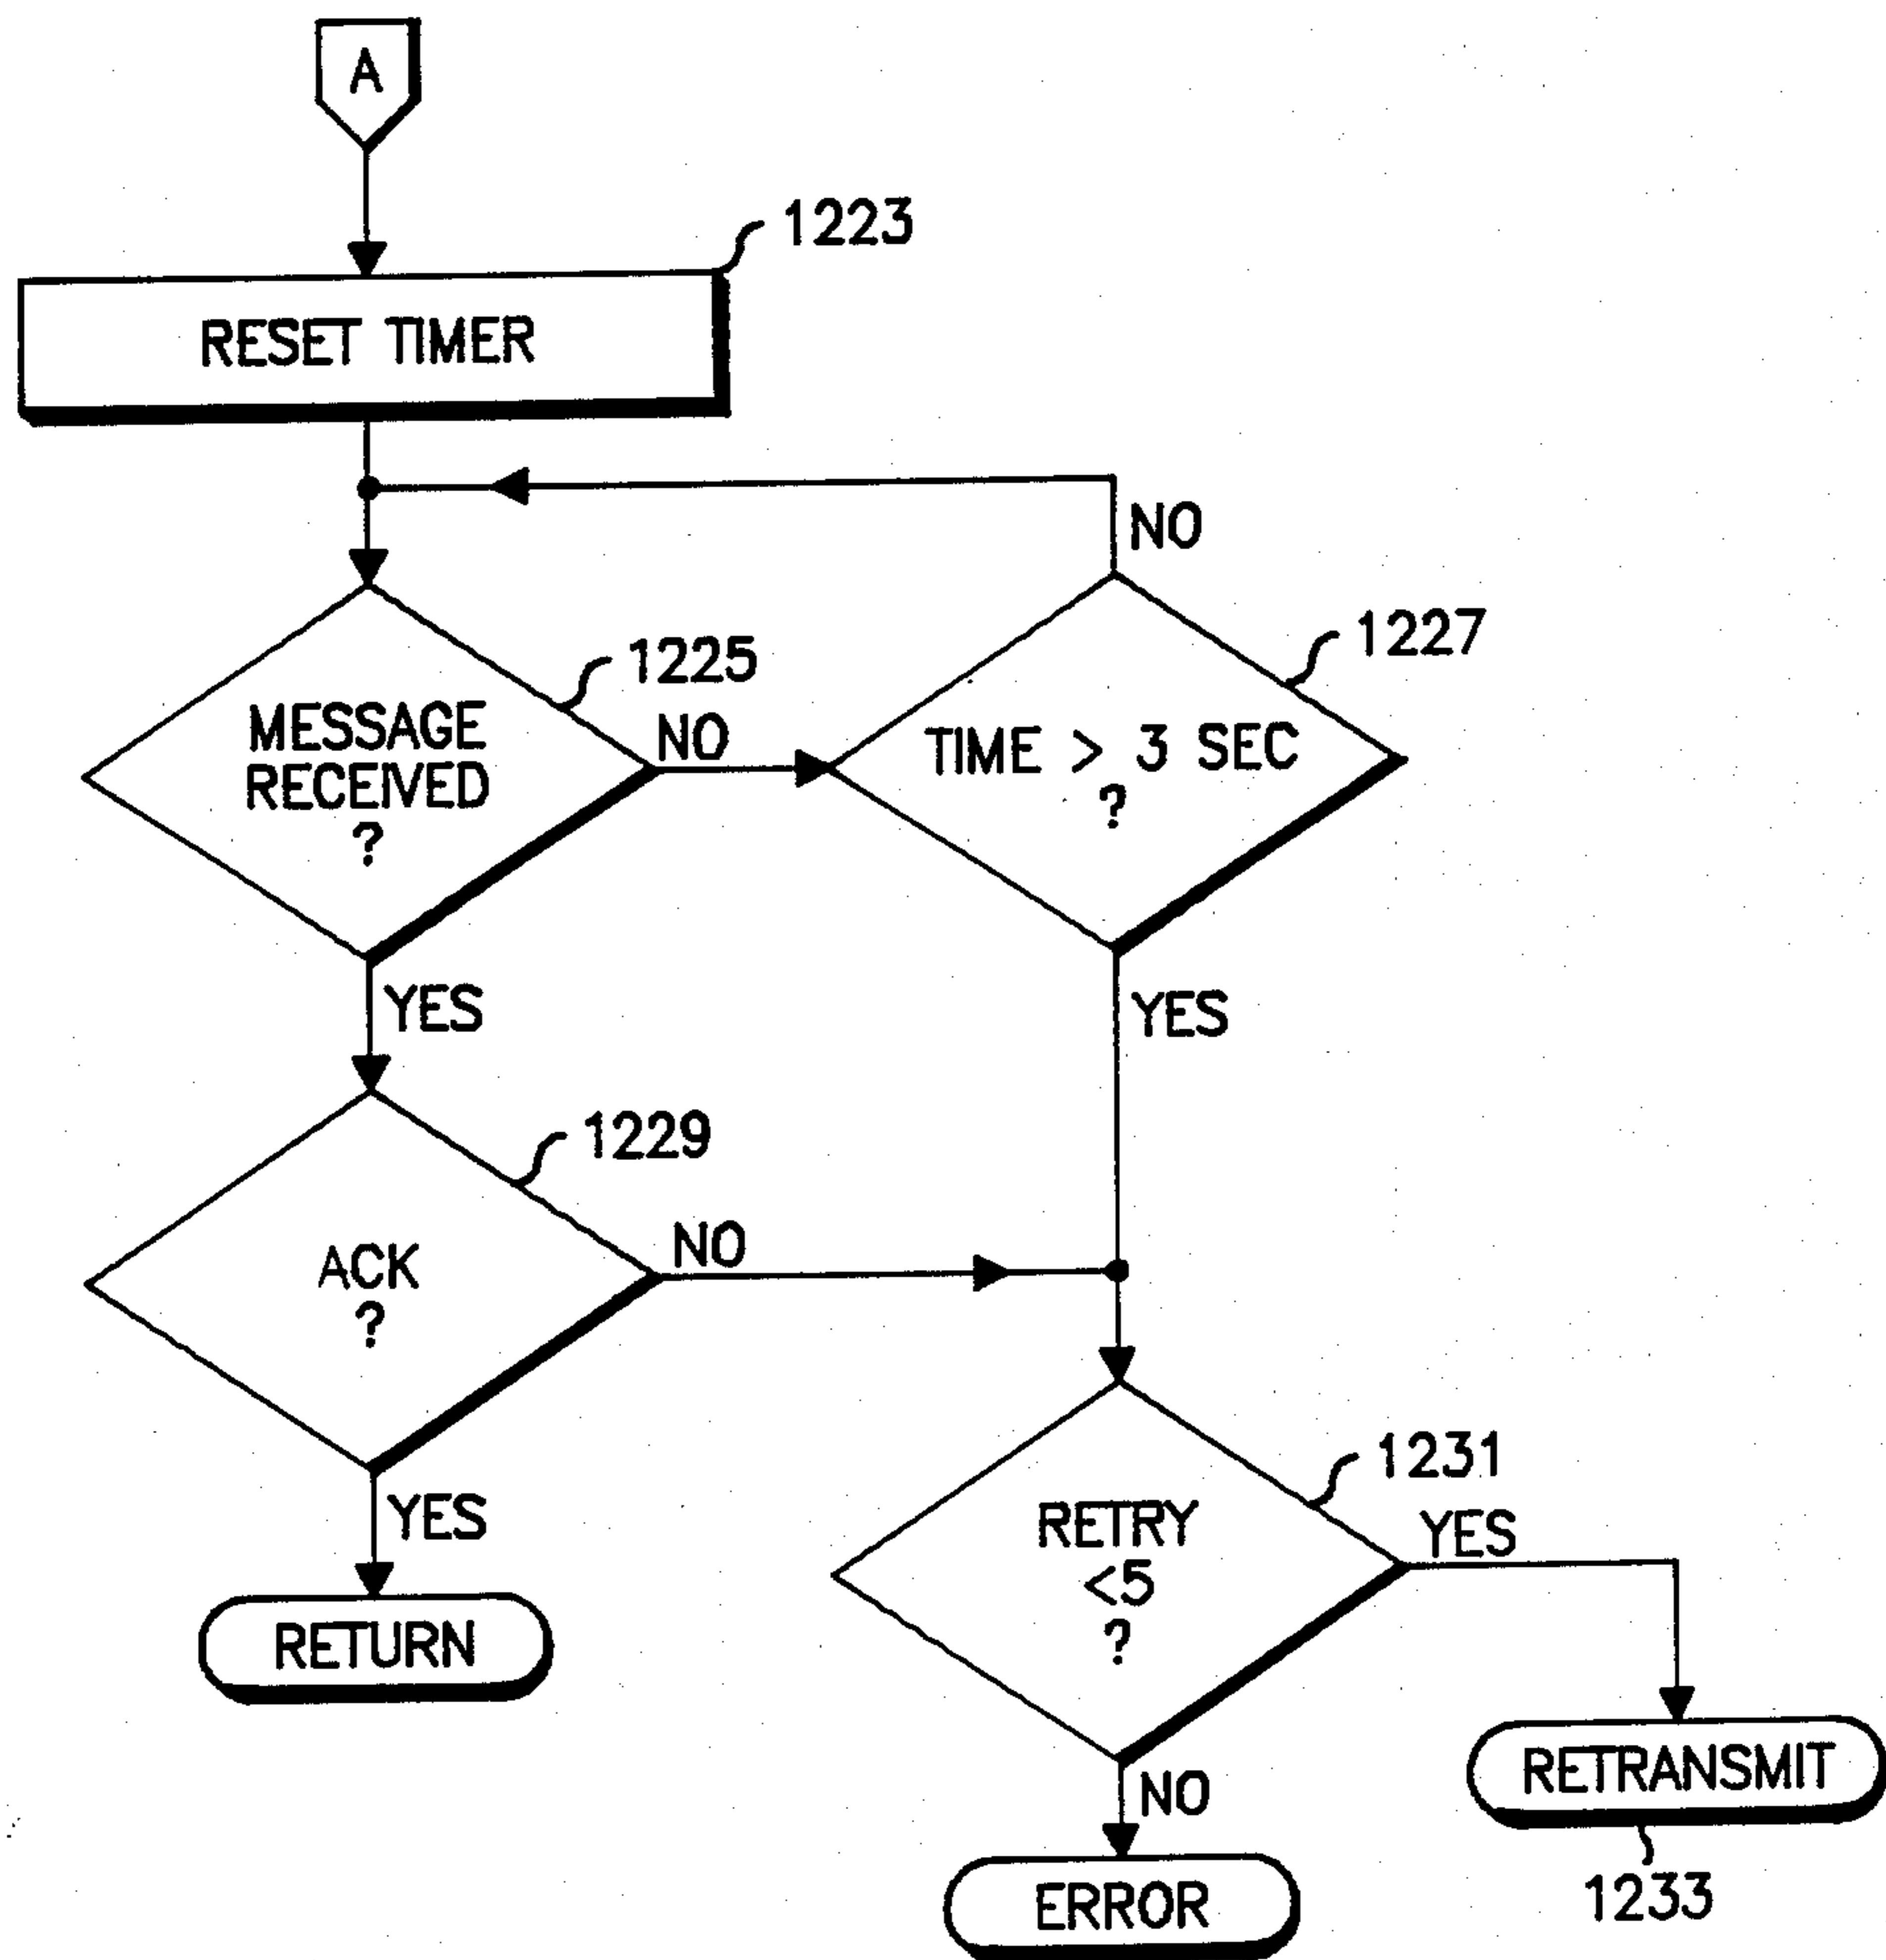 A
1223
RESET TIMER
NO
1225
1227
MESSAGE
RECEIVED
?
NO
TIME > 3 SEC
?
YES
YES
1229
ACK
?
NO
1231
YES
RETRY
<5
?
YES
RETURN
RETRANSMIT
NO
1233
ERROR